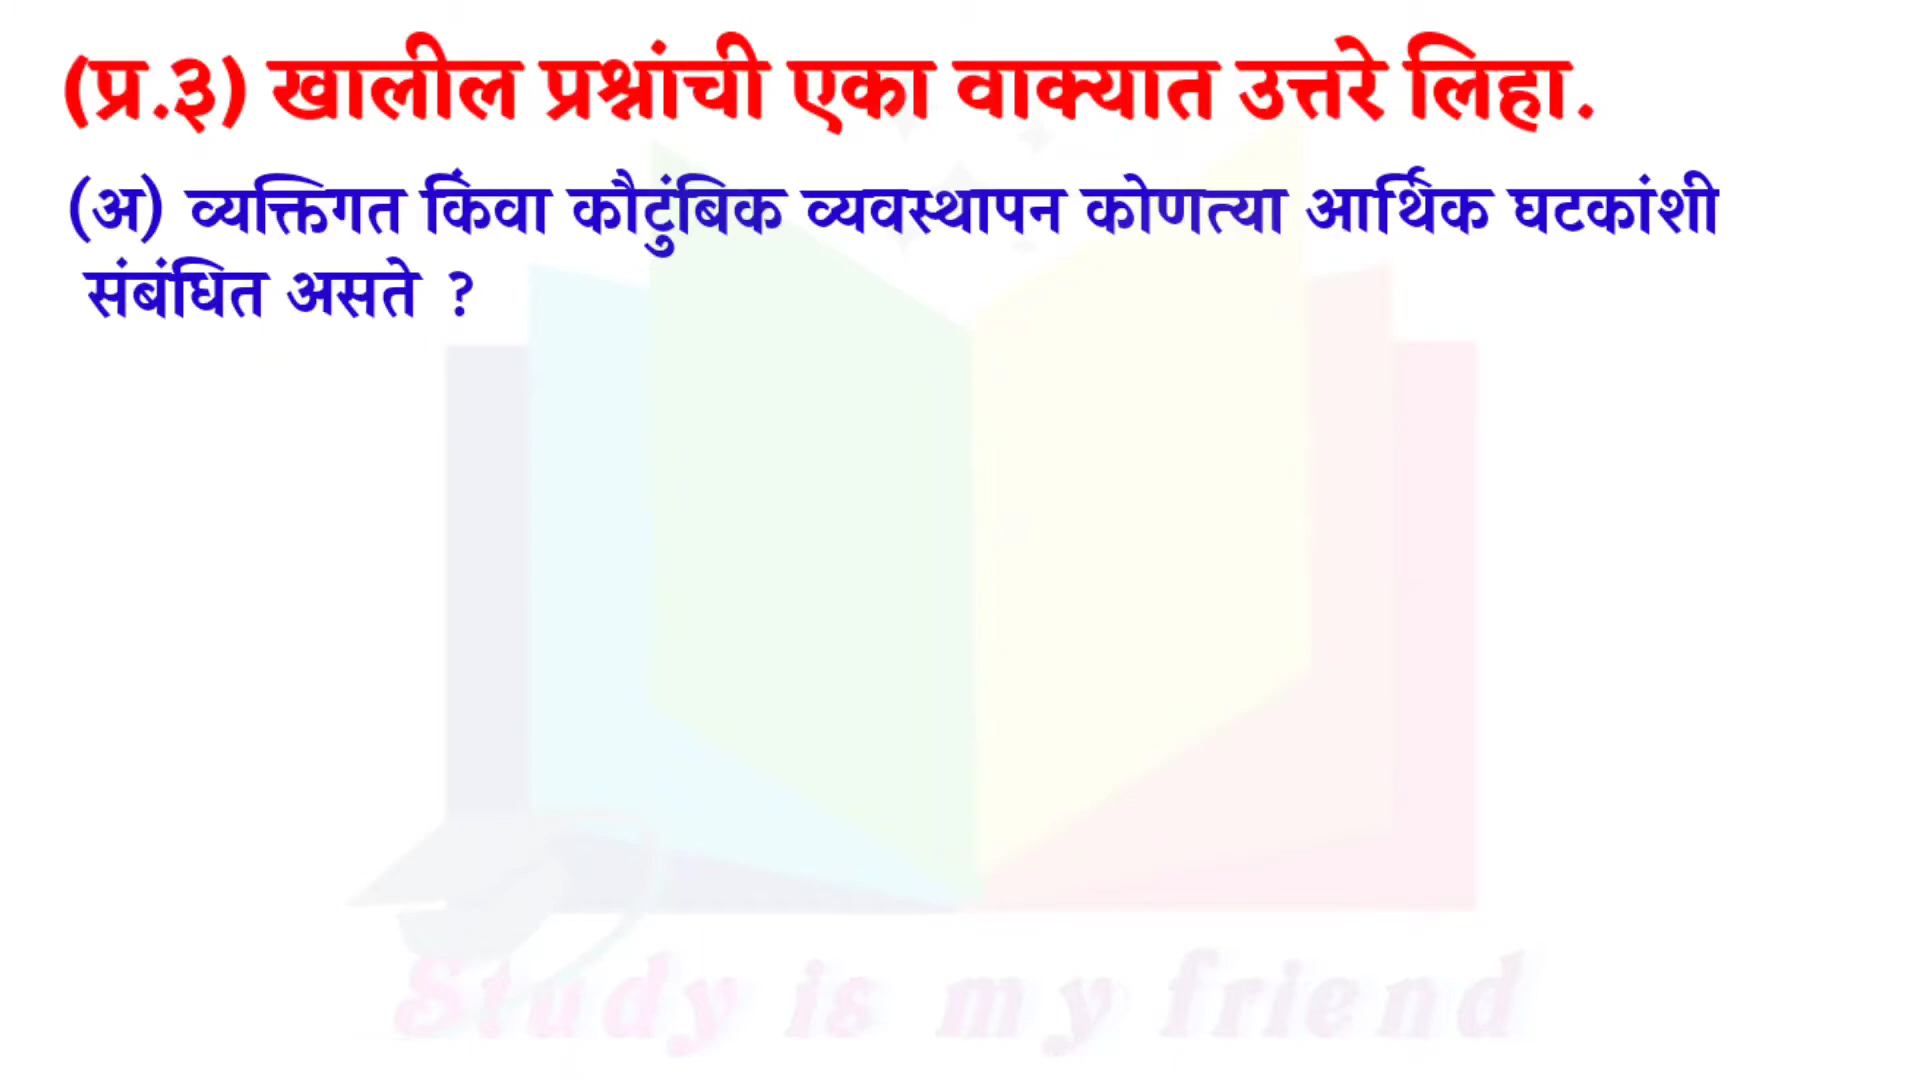 (प्र.३) खालील प्रश्नांची एका वाक्यात उत्तरे लिहा.
(अ) व्यक्तिगत किंवा कौटुंबिक व्यवस्थापन कोणत्या आर्थिक घटकांशी
संबंधित असते ?
Study is my friend